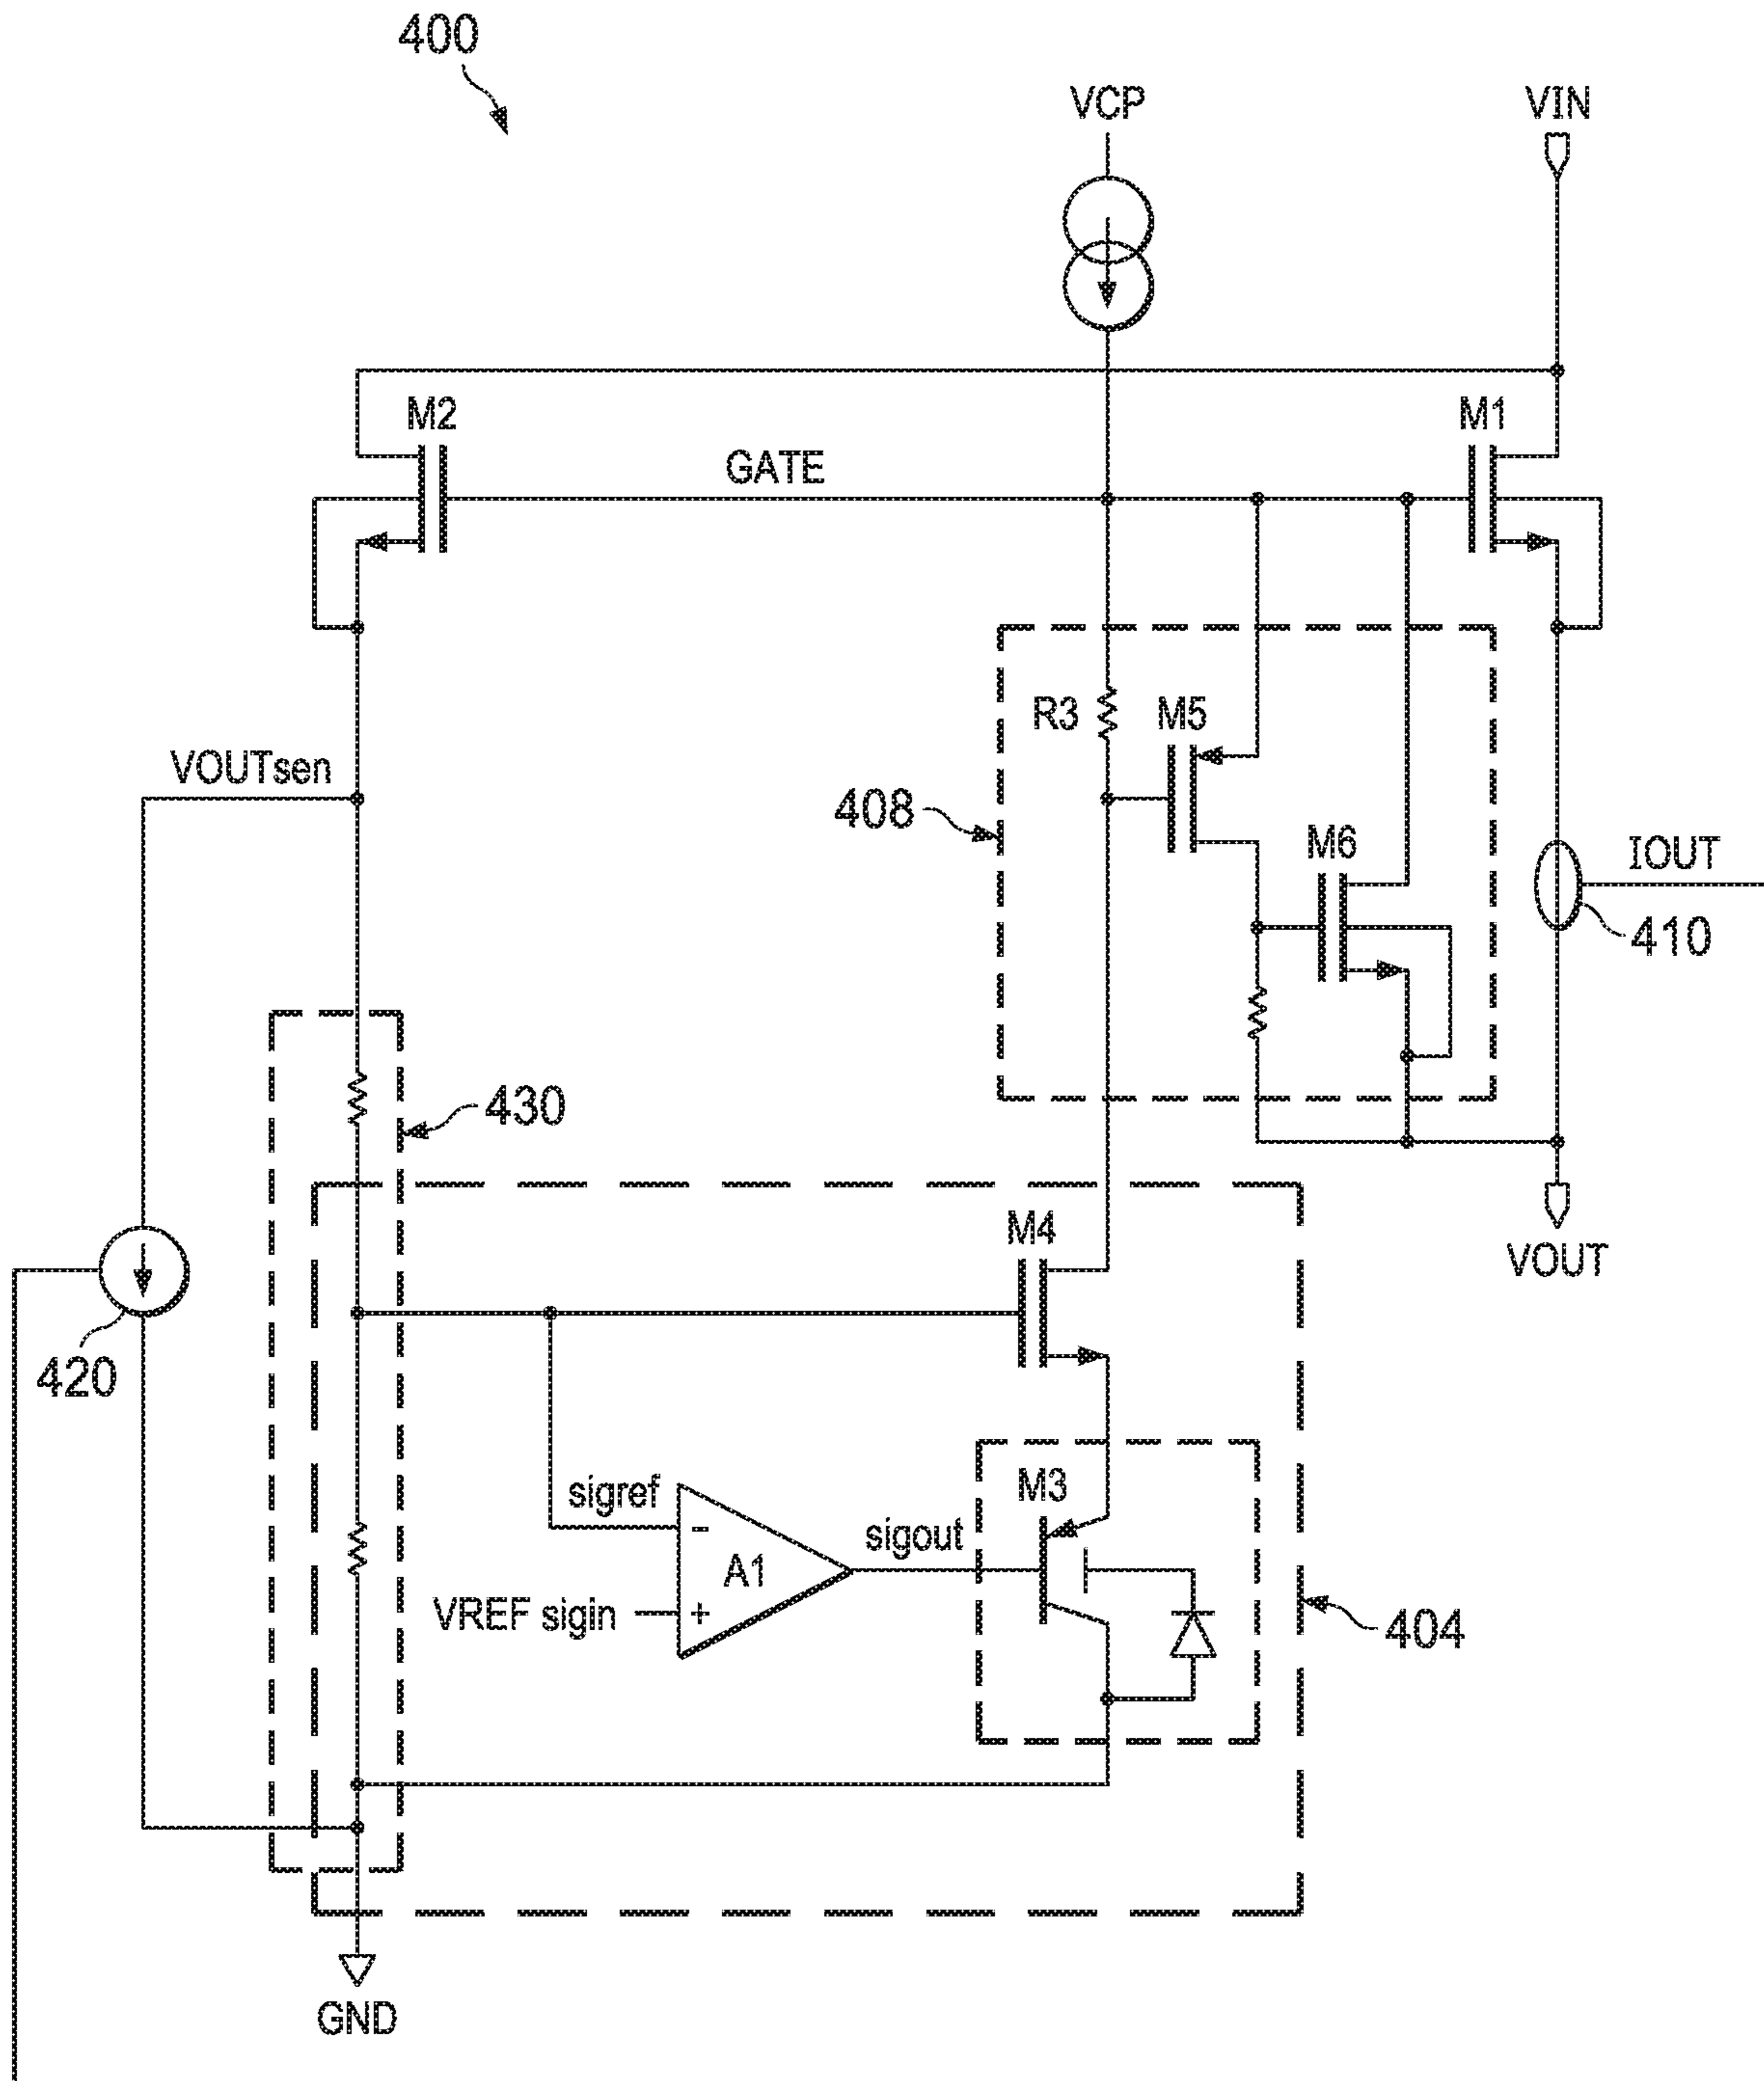 400
VCP
VIN
M2
M1
GATE
R3
M5
VOUTsen
408
M6
IOUT
410
430
M4
VOUT
420
M3
sigref
sigout
-
A1
VREF sigin
+
404
GND